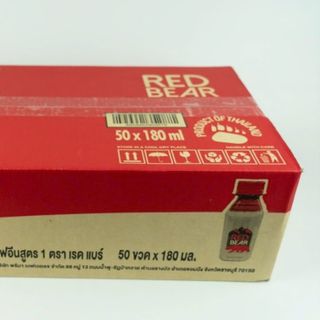 RED
BEAR
50 x 180 ml
PRODUCT OF THAILAND
STORE IN A COOL DRY PLACE
HANDLE WITH CARE
RED
BEAR
ฟอีนสูตร 1 ตรา เรด แบร์ 50 ขวด x 180 มล.